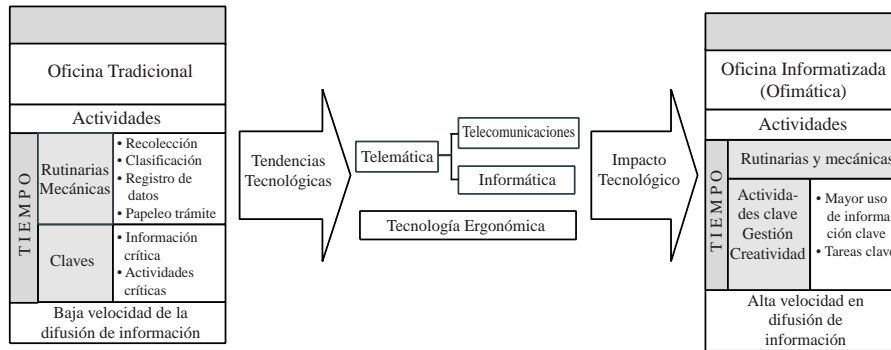 Oficina Tradicional
Actividades
TIEMPO
Rutinarias
Mecánicas
• Recolección
• Clasificación
• Registro de
datos
• Papeleo trámite
Claves
• Información
crítica
• Actividades
críticas
Baja velocidad de la
difusión de información
Tendencias
Tecnológicas
Telemática
Telecomunicaciones
Informática
Tecnología Ergonómica
Impacto
Tecnológico
Oficina Informatizada
(Ofimática)
Actividades
TIEMPO
Rutinarias y mecánicas
Activida-
des clave
Gestión
Creatividad
• Mayor uso
de informa-
ción clave
• Tareas clave
Alta velocidad en
difusión de
información